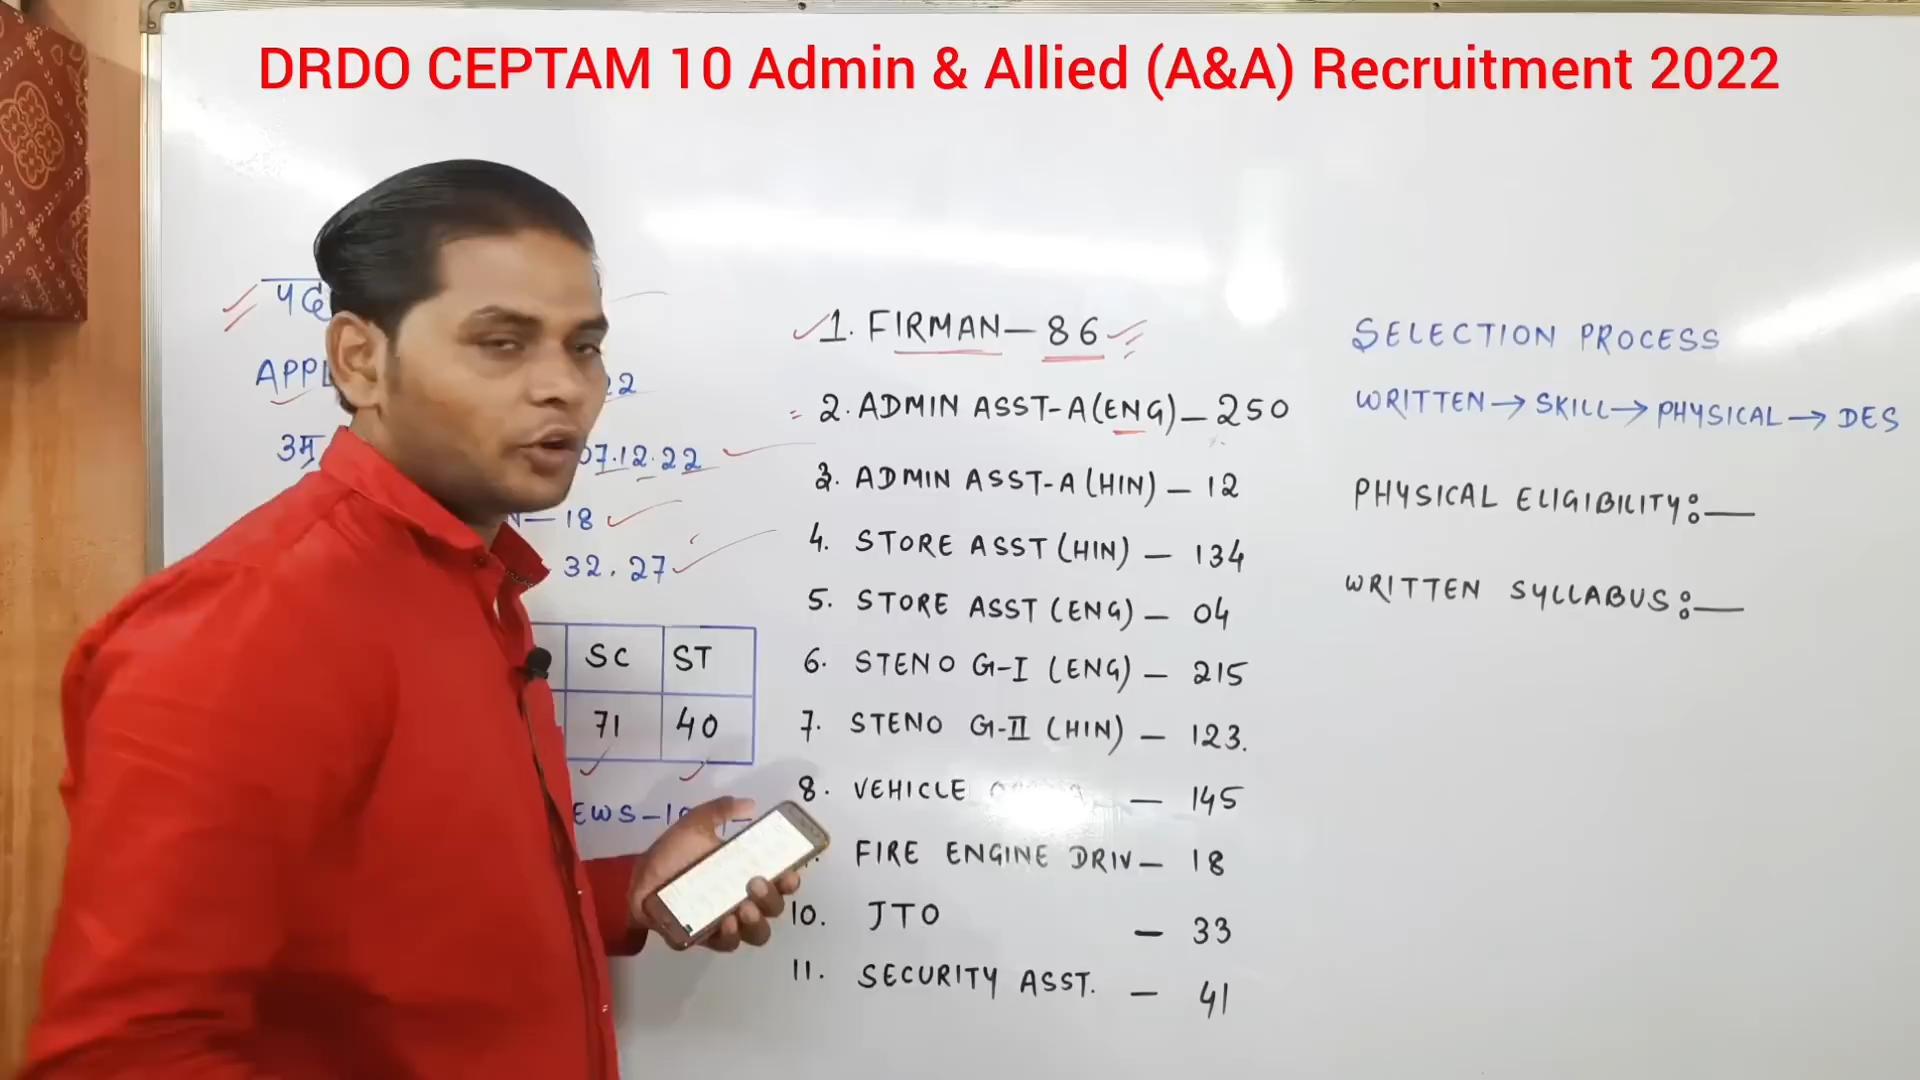 DRDO CEPTAM 10 Admin & Allied (A&A) Recruitment 2022
पद
APPL
22
07.12.22
N-18
32.27
SC ST
71 40
EWS-
1. FIRMAN-86
2. ADMIN ASST-A(ENG)-250
3. ADMIN ASST-A(HIN)-12
4. STORE ASST(HIN)-134
5. STORE ASST(ENG)-04
6. STENO G-I (ENG)-215
7. STENO G-II (HIN)-123.
8. VEHICLE - 145
FIRE ENGINE DRIV-18
10. JTO - 33
11. SECURITY ASST. - 41
SELECTION PROCESS
WRITTEN→SKILL→PHYSICAL→DES
PHYSICAL ELIGIBILITY:—
WRITTEN SYLLABUS:—